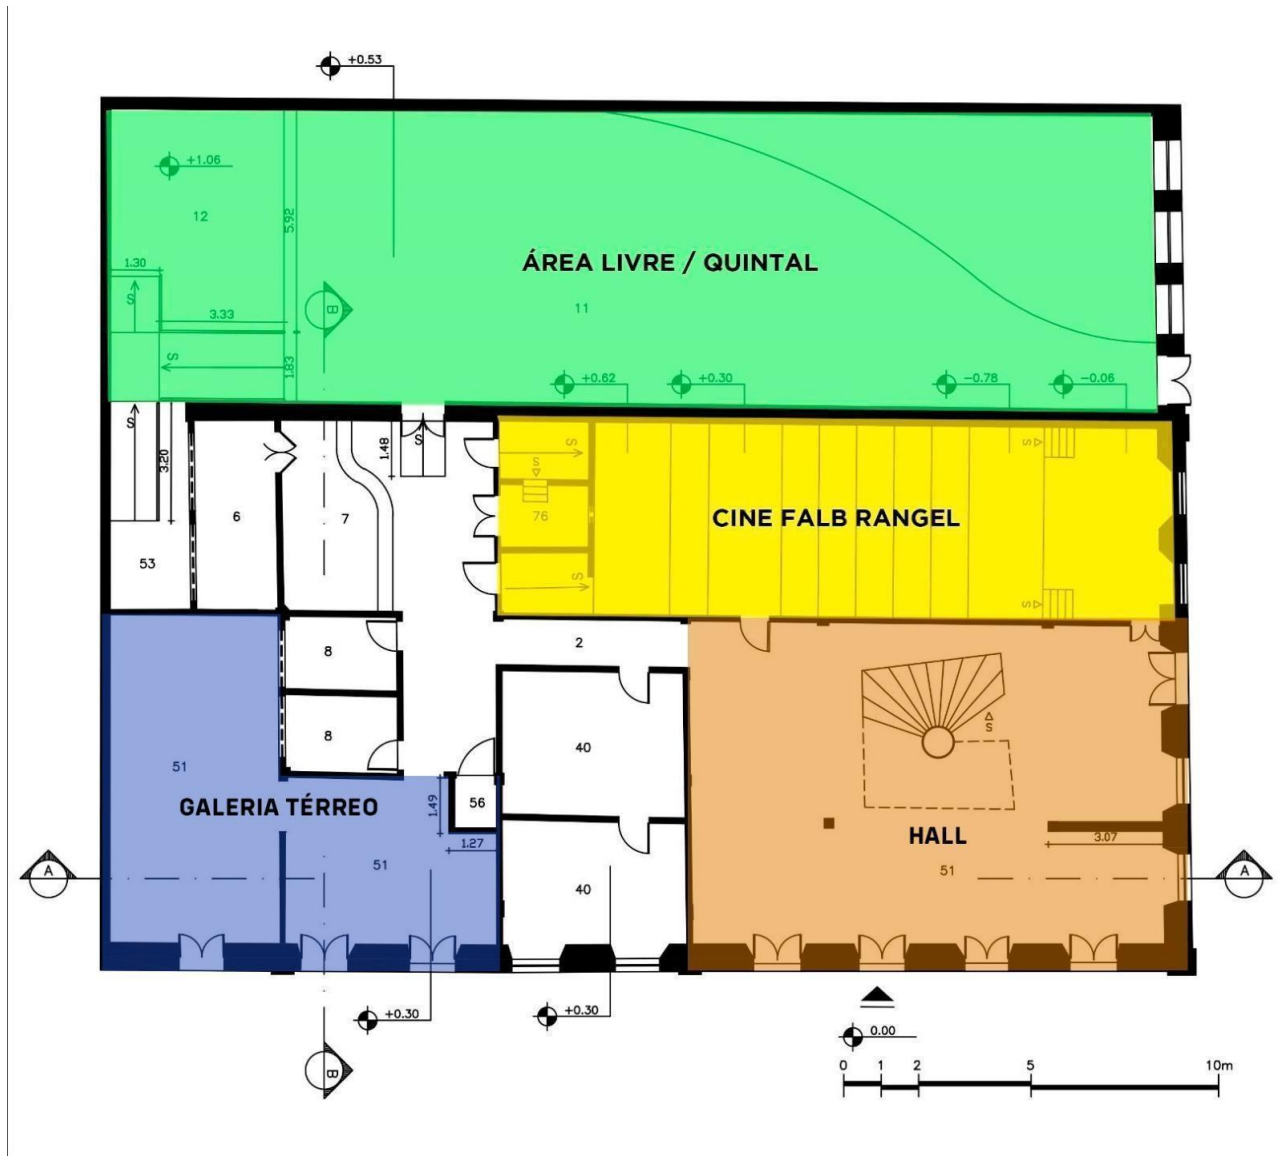 +0.53
+1.06
12
5.92
1.30
S
3.33
S
1.83
B
ÁREA LIVRE / QUINTAL
11
+0.62
+0.30
-0.78
-0.06
S
3.20
53
6
7
1.48
S
S
S
76
S
CINE FALB RANGEL
S
S
8
8
2
40
40
51
GALERIA TÉRREO
51
1.49
56
1.27
S
HALL
3.07
51
A
A
+0.30
+0.30
B
0.00
0 1 2 5 10m